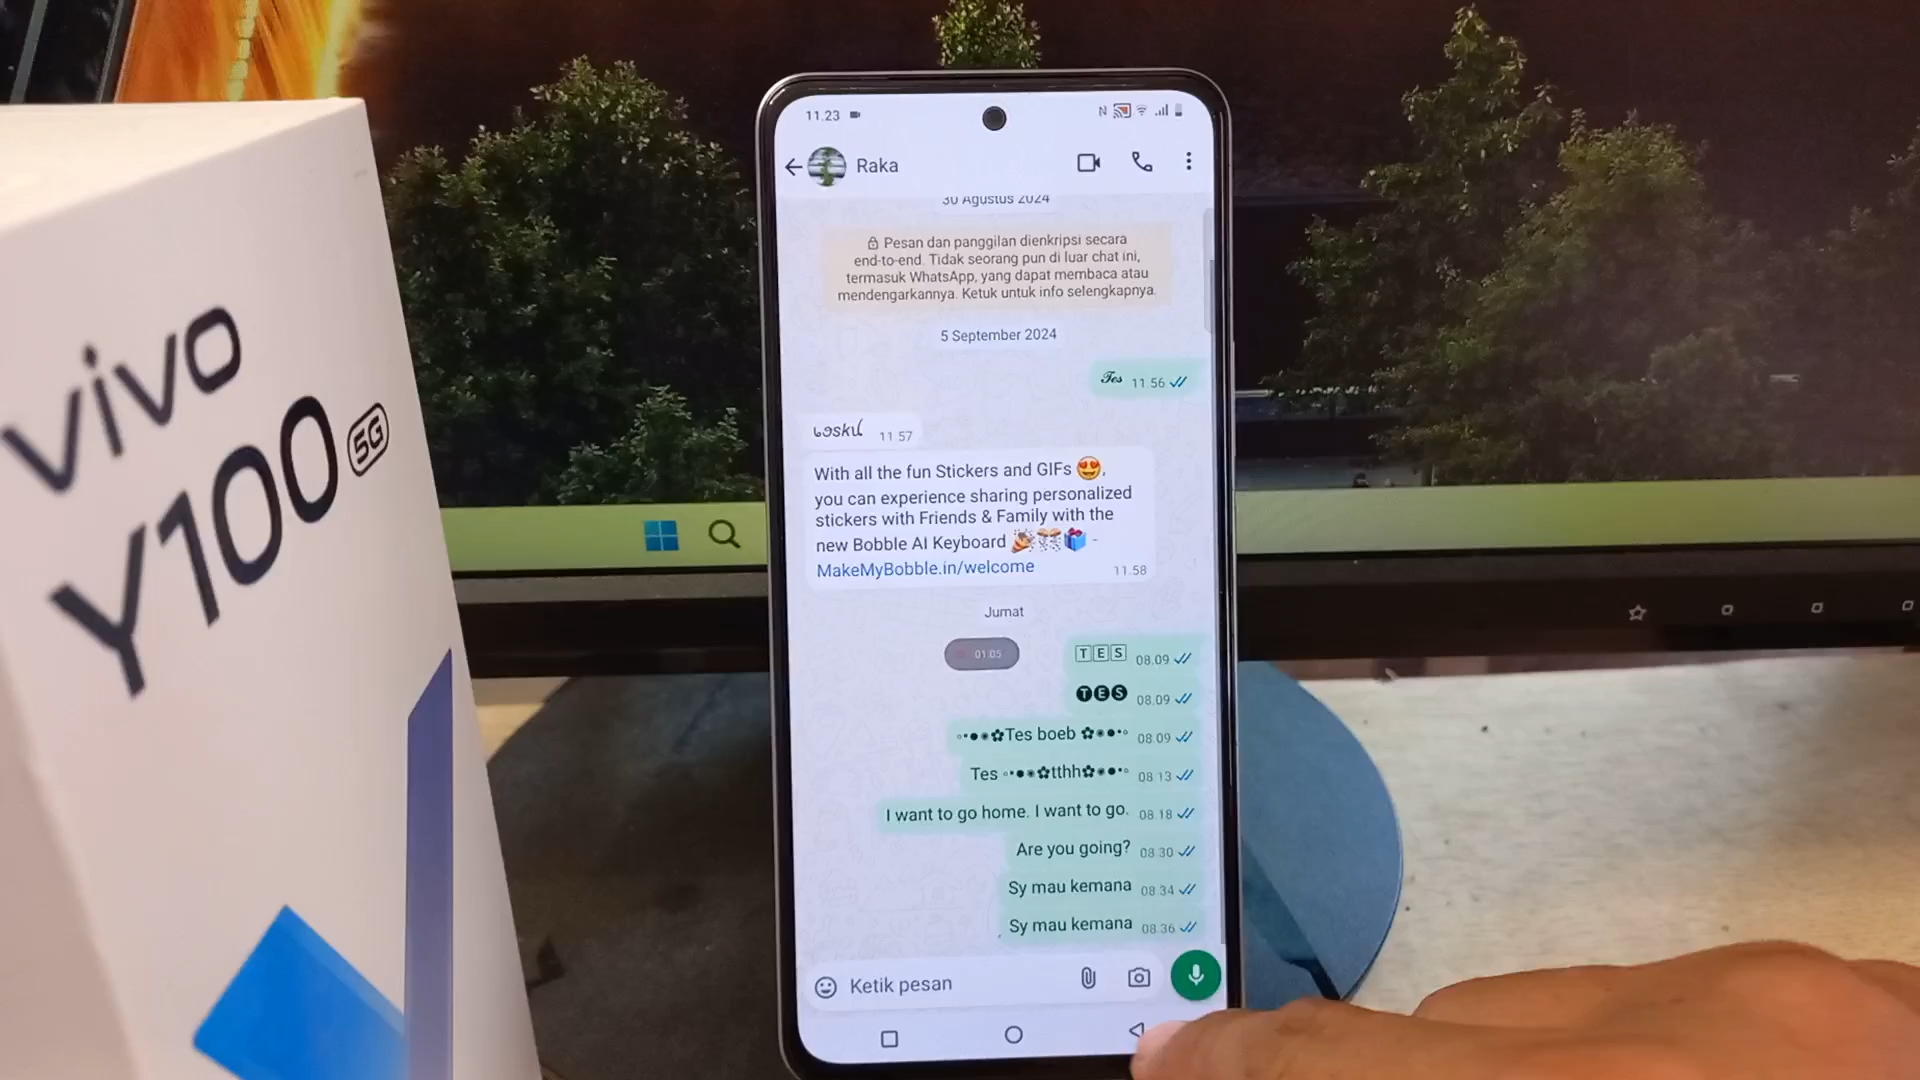 vivo
Y100 5G
11.23
Raka
30 Agustus 2024
Pesan dan panggilan dienkripsi secara
end-to-end. Tidak seorang pun di luar chat ini,
termasuk WhatsApp, yang dapat membaca atau
mendengarkannya. Ketuk untuk info selengkapnya.
5 September 2024
𝓣𝓮𝓼 11.56
11.57
With all the fun Stickers and GIFs 😍,
you can experience sharing personalized
stickers with Friends & Family with the
new Bobble AI Keyboard 🎉🎊🎁 -
MakeMyBobble.in/welcome 11.58
Jumat
01:05
🅃🄴🅂 08.09
🅣🅔🅢 08.09
◦•●◉✿Tes boeb ✿◉●•◦ 08.09
Tes ◦•●◉✿tthh✿◉●•◦ 08.13
I want to go home. I want to go. 08.18
Are you going? 08.30
Sy mau kemana 08.34
Sy mau kemana 08.36
Ketik pesan